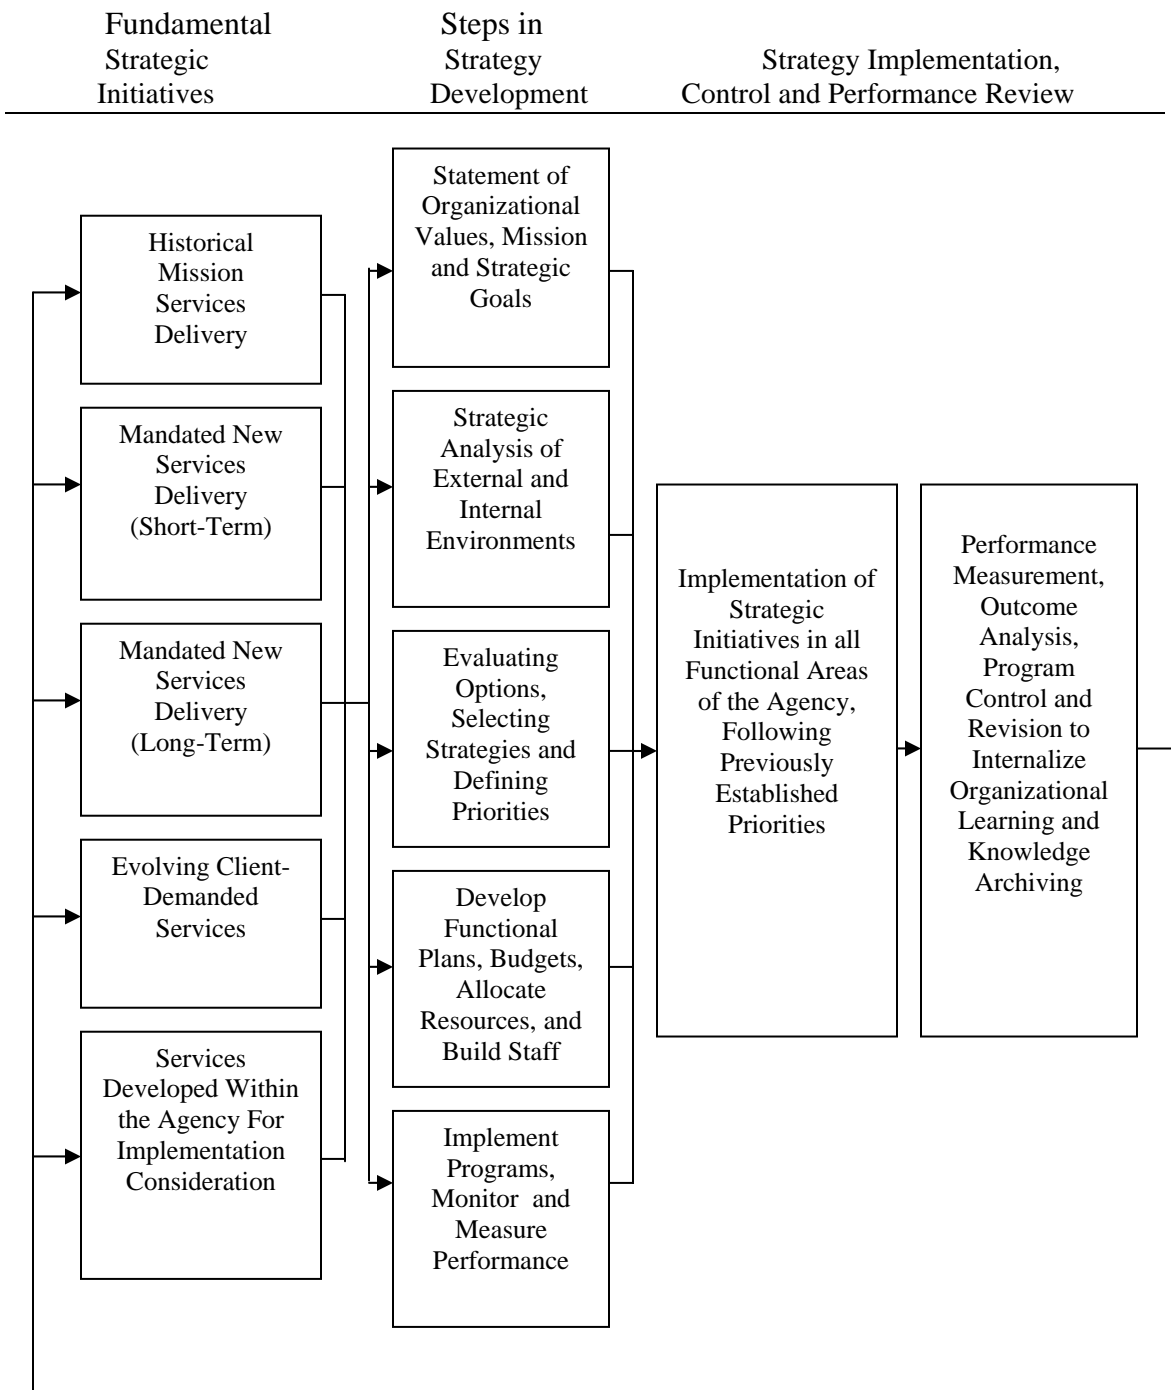 Fundamental
Strategic
Initiatives
Steps in
Strategy
Development
Strategy Implementation,
Control and Performance Review
Historical
Mission
Services
Delivery
Mandated New
Services
Delivery
(Short-Term)
Mandated New
Services
Delivery
(Long-Term)
Evolving Client-
Demanded
Services
Services
Developed Within
the Agency For
Implementation
Consideration
Statement of
Organizational
Values, Mission
and Strategic
Goals
Strategic
Analysis of
External and
Internal
Environments
Evaluating
Options,
Selecting
Strategies and
Defining
Priorities
Develop
Functional
Plans, Budgets,
Allocate
Resources, and
Build Staff
Implement
Programs,
Monitor and
Measure
Performance
Implementation of
Strategic
Initiatives in all
Functional Areas
of the Agency,
Following
Previously
Established
Priorities
Performance
Measurement,
Outcome
Analysis,
Program
Control and
Revision to
Internalize
Organizational
Learning and
Knowledge
Archiving